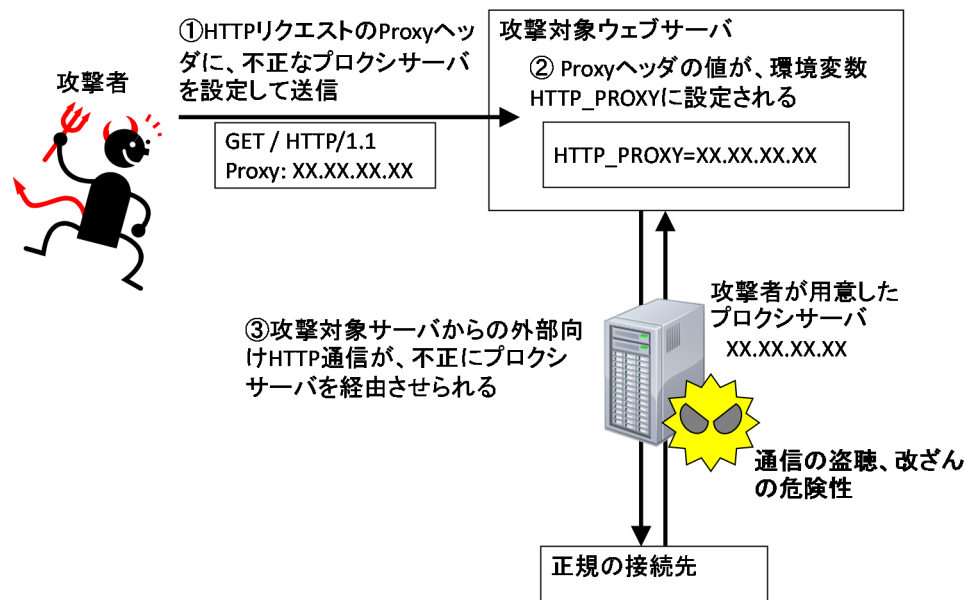 ①HTTPリクエストのProxyヘッ
ダに、不正なプロクシサーバ
を設定して送信
攻撃者
GET / HTTP/1.1
Proxy: XX.XX.XX.XX
攻撃対象ウェブサーバ
② Proxyヘッダの値が、環境変数
HTTP_PROXYに設定される
HTTP_PROXY=XX.XX.XX.XX
③攻撃対象サーバからの外部向
けHTTP通信が、不正にプロクシ
サーバを経由させられる
攻撃者が用意した
プロクシサーバ
XX.XX.XX.XX
通信の盗聴、改ざん
の危険性
正規の接続先